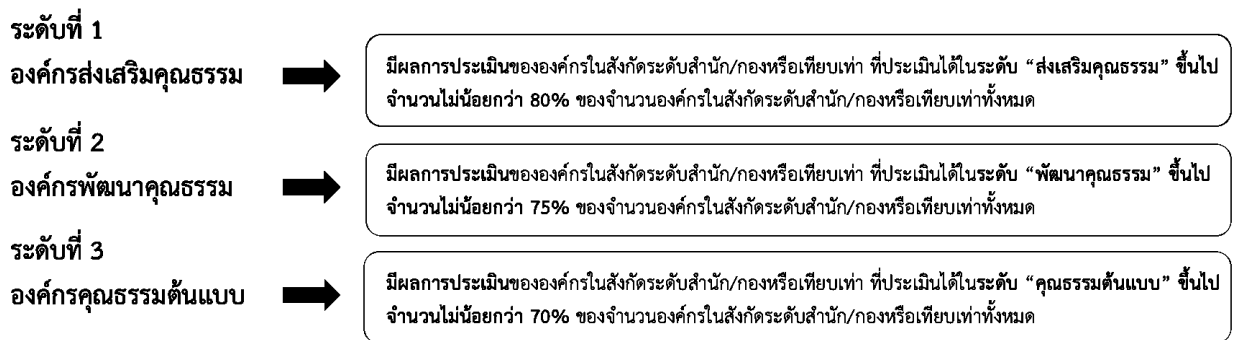 ระดับที่ 1
องค์กรส่งเสริมคุณธรรม
มีผลการประเมินขององค์กรในสังกัดระดับสำนัก/กองหรือเทียบเท่า ที่ประเมินได้ในระดับ “ส่งเสริมคุณธรรม” ขึ้นไป
จำนวนไม่น้อยกว่า 80% ของจำนวนองค์กรในสังกัดระดับสำนัก/กองหรือเทียบเท่าทั้งหมด
ระดับที่ 2
องค์กรพัฒนาคุณธรรม
มีผลการประเมินขององค์กรในสังกัดระดับสำนัก/กองหรือเทียบเท่า ที่ประเมินได้ในระดับ “พัฒนาคุณธรรม” ขึ้นไป
จำนวนไม่น้อยกว่า 75% ของจำนวนองค์กรในสังกัดระดับสำนัก/กองหรือเทียบเท่าทั้งหมด
ระดับที่ 3
องค์กรคุณธรรมต้นแบบ
มีผลการประเมินขององค์กรในสังกัดระดับสำนัก/กองหรือเทียบเท่า ที่ประเมินได้ในระดับ “คุณธรรมต้นแบบ” ขึ้นไป
จำนวนไม่น้อยกว่า 70% ของจำนวนองค์กรในสังกัดระดับสำนัก/กองหรือเทียบเท่าทั้งหมด